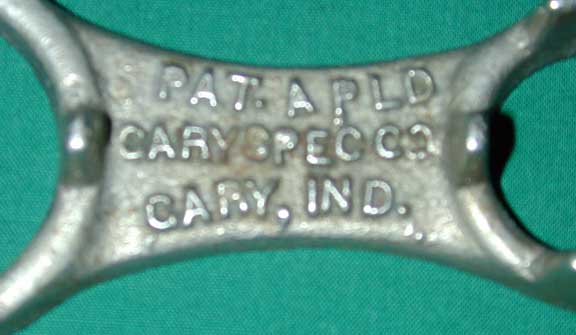 PAT. APLD
CARY SPEC CO
CARY, IND.